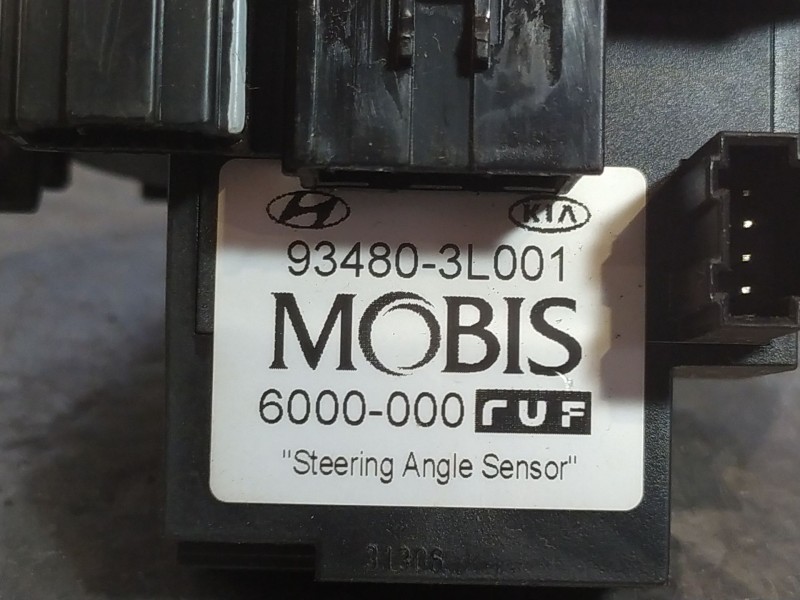 KIA
93480-3L001
MOBIS
6000-000 ruf
"Steering Angle Sensor"